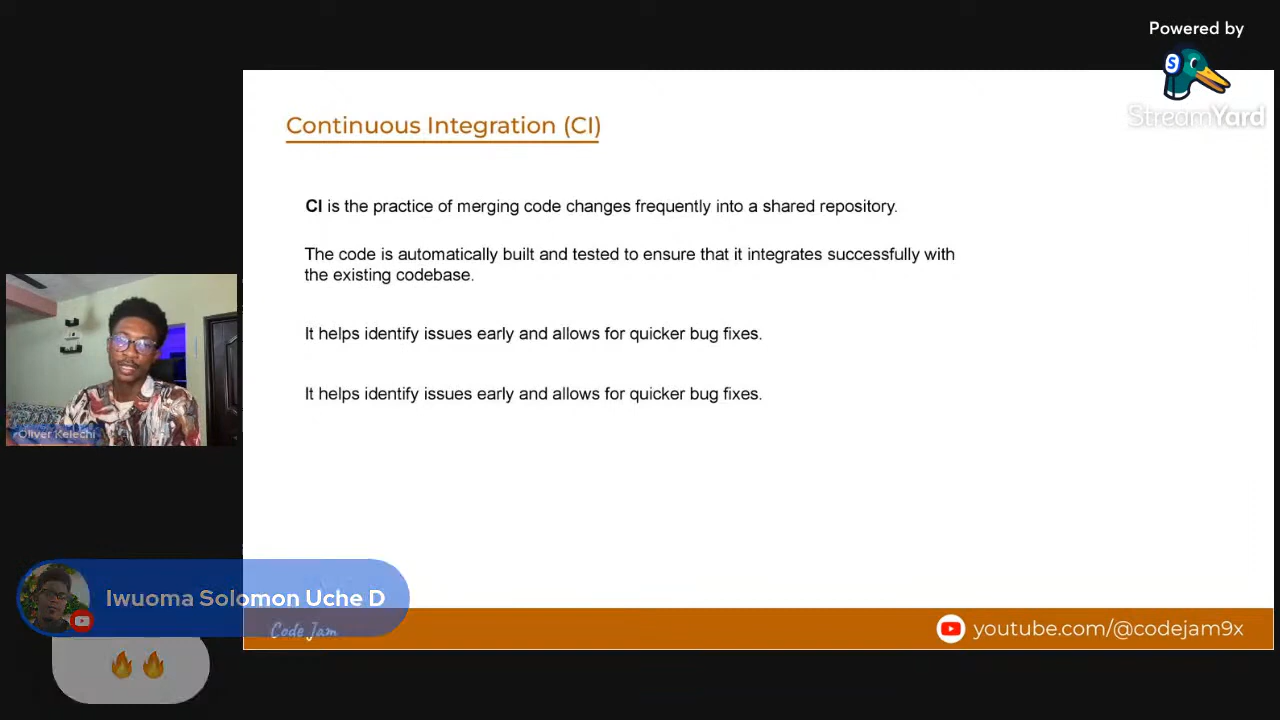 Powered by
StreamYard
Continuous Integration (CI)
CI is the practice of merging code changes frequently into a shared repository.
The code is automatically built and tested to ensure that it integrates successfully with
the existing codebase.
It helps identify issues early and allows for quicker bug fixes.
It helps identify issues early and allows for quicker bug fixes.
Oliver Kelechi
Iwuoma Solomon Uche D
Code Jam
youtube.com/@codejam9x